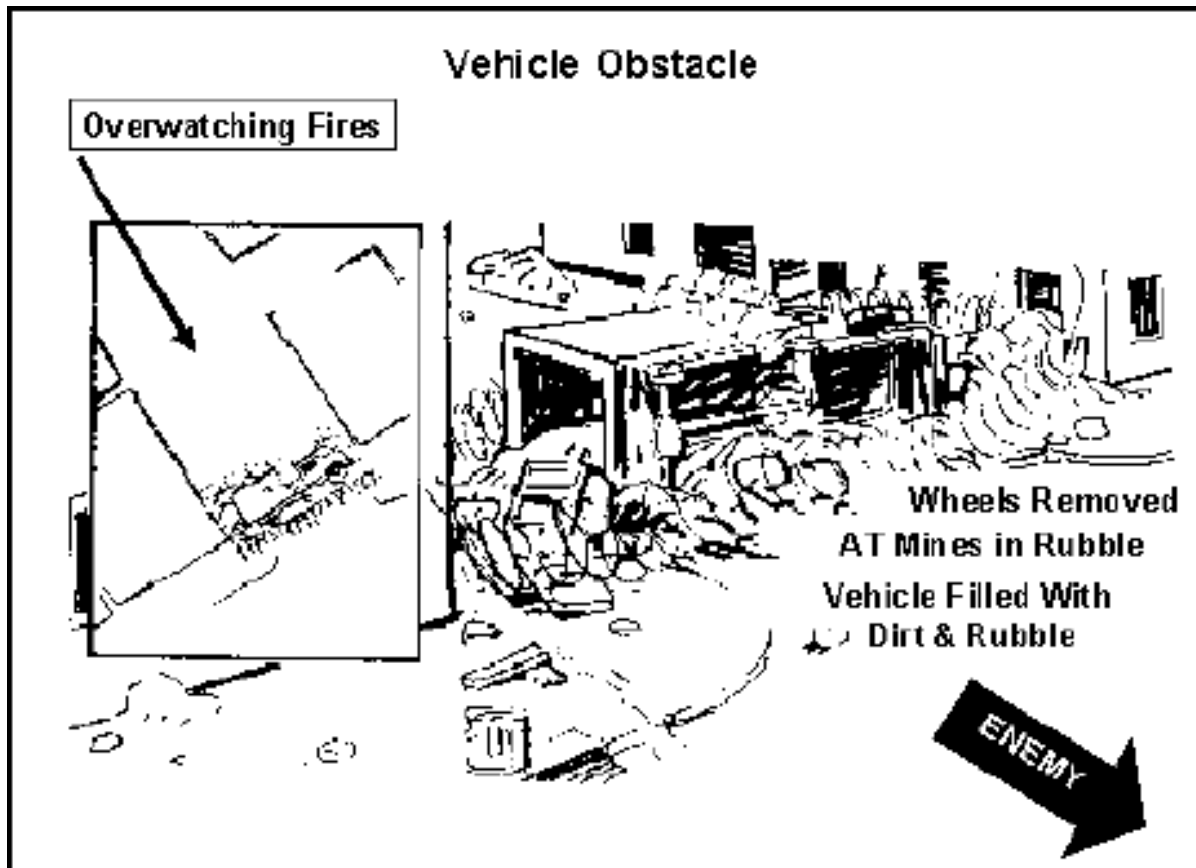 Vehicle Obstacle
Overwatching Fires
Wheels Removed
AT Mines in Rubble
Vehicle Filled With
Dirt & Rubble
ENEMY